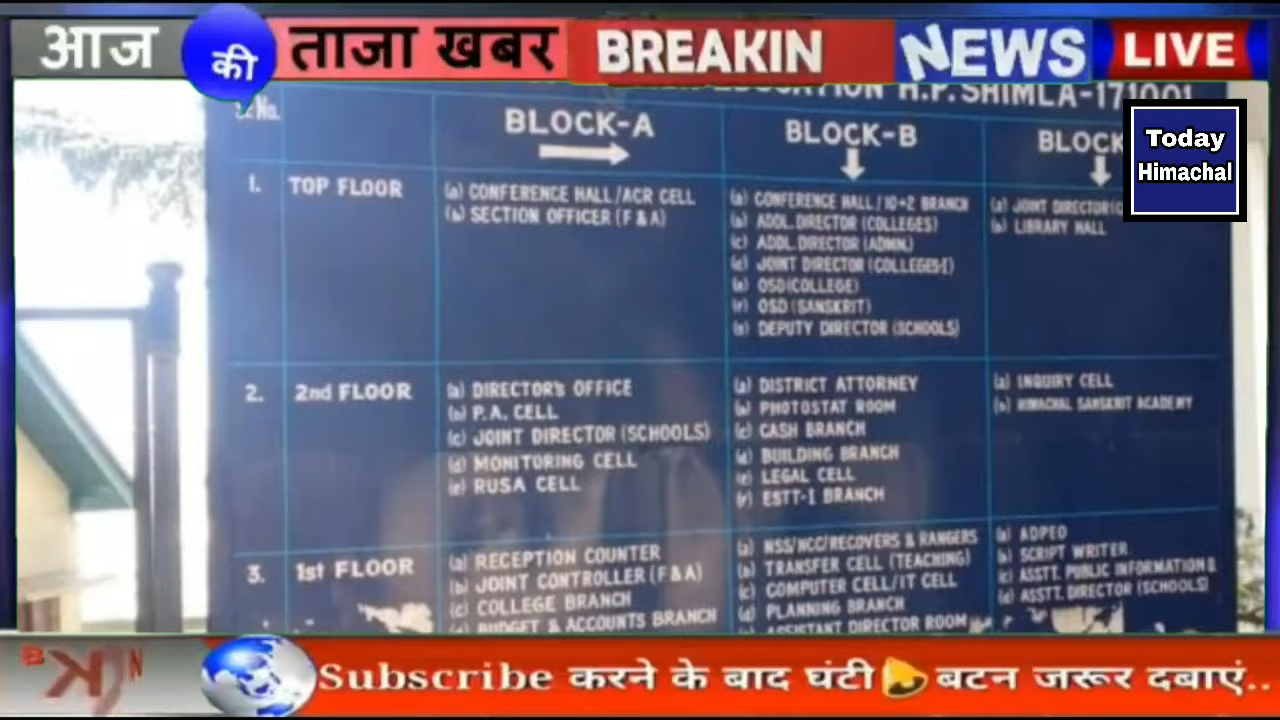 आज की ताजा खबर BREAKIN NEWS LIVE
EDUCATION H.P. SHIMLA-171001
Today
Himachal
S.No. BLOCK-A BLOCK-B BLOCK
1. TOP FLOOR
(a) CONFERENCE HALL/ACR CELL
(b) SECTION OFFICER (F & A)
(a) CONFERENCE HALL/10+2 BRANCH
(b) ADDL. DIRECTOR (COLLEGES)
(c) ADDL. DIRECTOR (ADMN.)
(d) JOINT DIRECTOR (COLLEGES-I)
(e) OSD (COLLEGE)
(f) OSD (SANSKRIT)
(g) DEPUTY DIRECTOR (SCHOOLS)
(a) JOINT DIRECTOR (C
(b) LIBRARY HALL
2. 2nd FLOOR
(a) DIRECTOR's OFFICE
(b) P.A. CELL
(c) JOINT DIRECTOR (SCHOOLS)
(d) MONITORING CELL
(e) RUSA CELL
(a) DISTRICT ATTORNEY
(b) PHOTOSTAT ROOM
(c) CASH BRANCH
(d) BUILDING BRANCH
(e) LEGAL CELL
(f) ESTT-I BRANCH
(a) INQUIRY CELL
(b) HIMACHAL SANSKRIT ACADEMY
3. 1st FLOOR
(a) RECEPTION COUNTER
(b) JOINT CONTROLLER (F&A)
(c) COLLEGE BRANCH
(d) BUDGET & ACCOUNTS BRANCH
(a) NSS/NCC/RECOVERS & RANGERS
(b) TRANSFER CELL (TEACHING)
(c) COMPUTER CELL/IT CELL
(d) PLANNING BRANCH
(e) ASSISTANT DIRECTOR ROOM
(a) ADPEO
(b) SCRIPT WRITER
(c) ASSTT. PUBLIC INFORMATION O.
(d) ASSTT. DIRECTOR (SCHOOLS)
Subscribe करने के बाद घंटी बटन जरूर दबाएं..